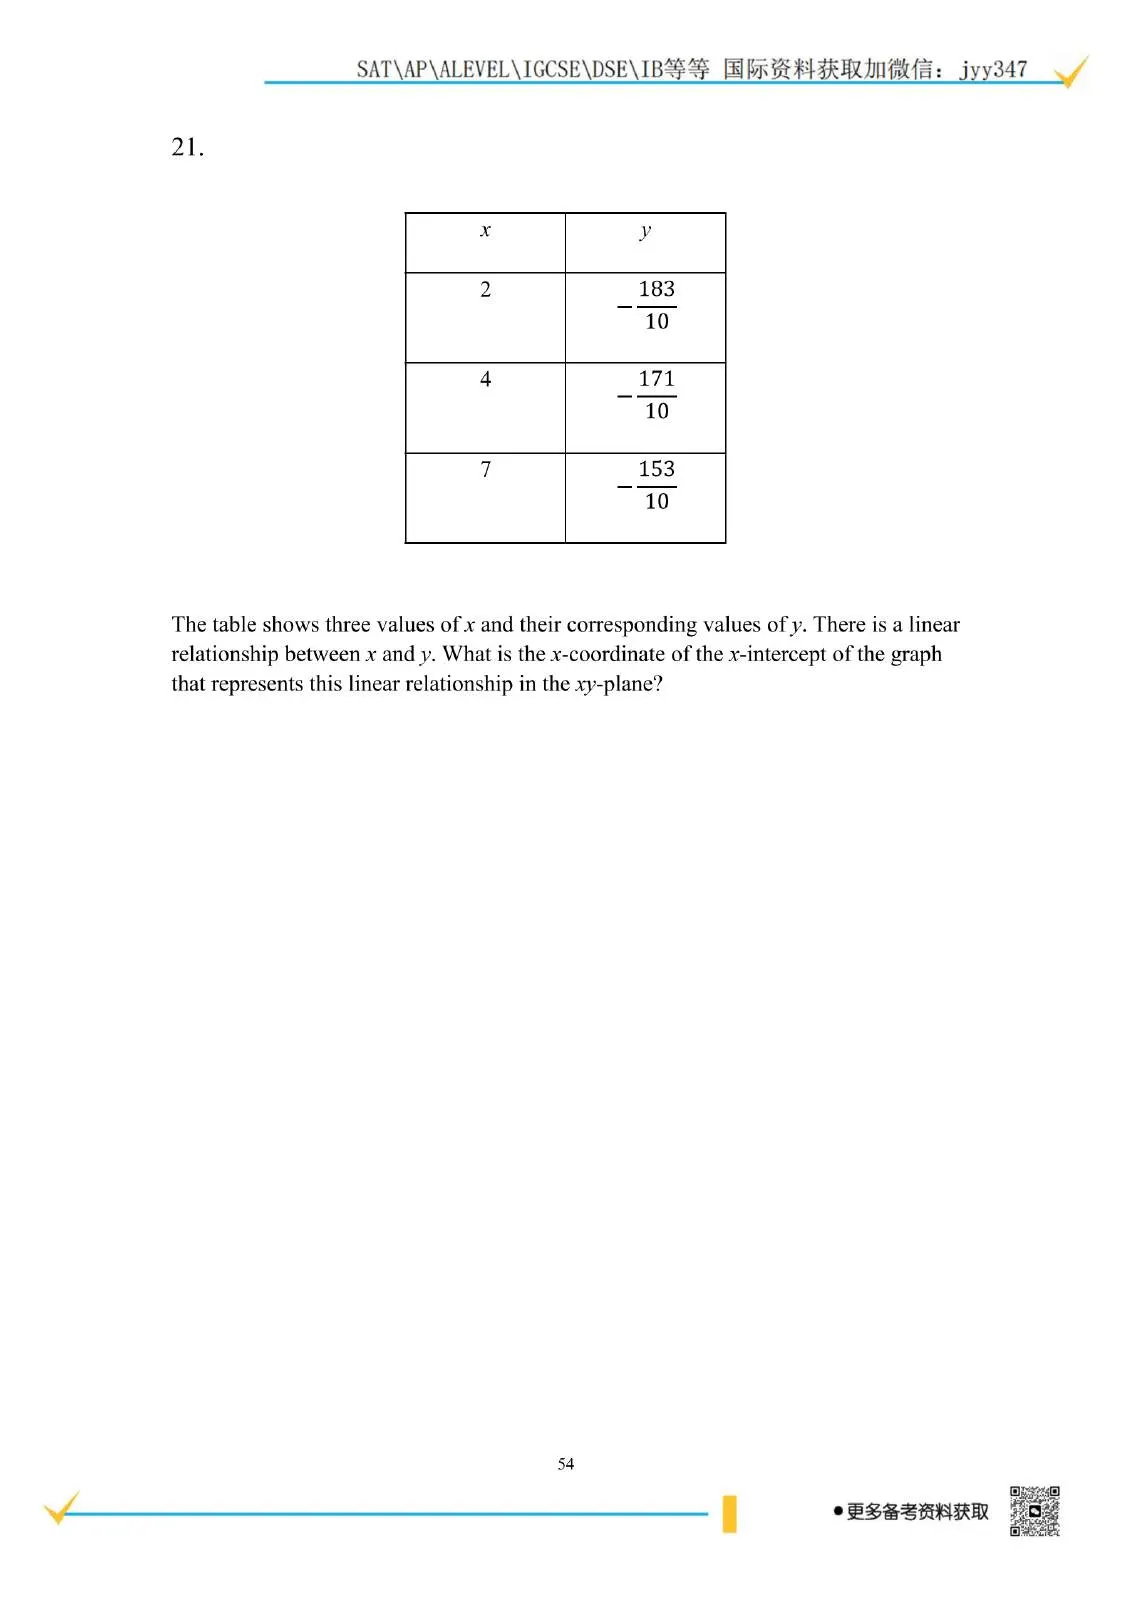 SAT\AP\ALEVEL\IGCSE\DSE\IB等等 国际资料获取加微信：jyy347
21.
x y
2 −183/10
4 −171/10
7 −153/10
The table shows three values of x and their corresponding values of y. There is a linear
relationship between x and y. What is the x-coordinate of the x-intercept of the graph
that represents this linear relationship in the xy-plane?
54
●更多备考资料获取